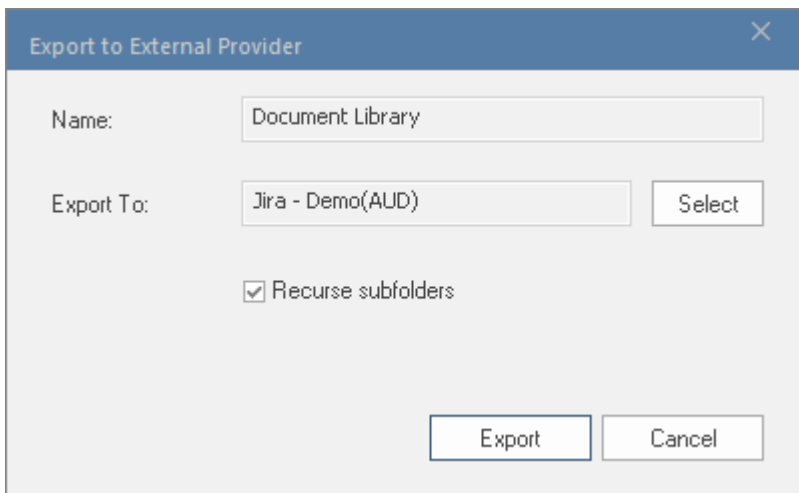 Export to External Provider
Name:
Document Library
Export To:
Jira - Demo(AUD)
Select
Recurse subfolders
Export
Cancel